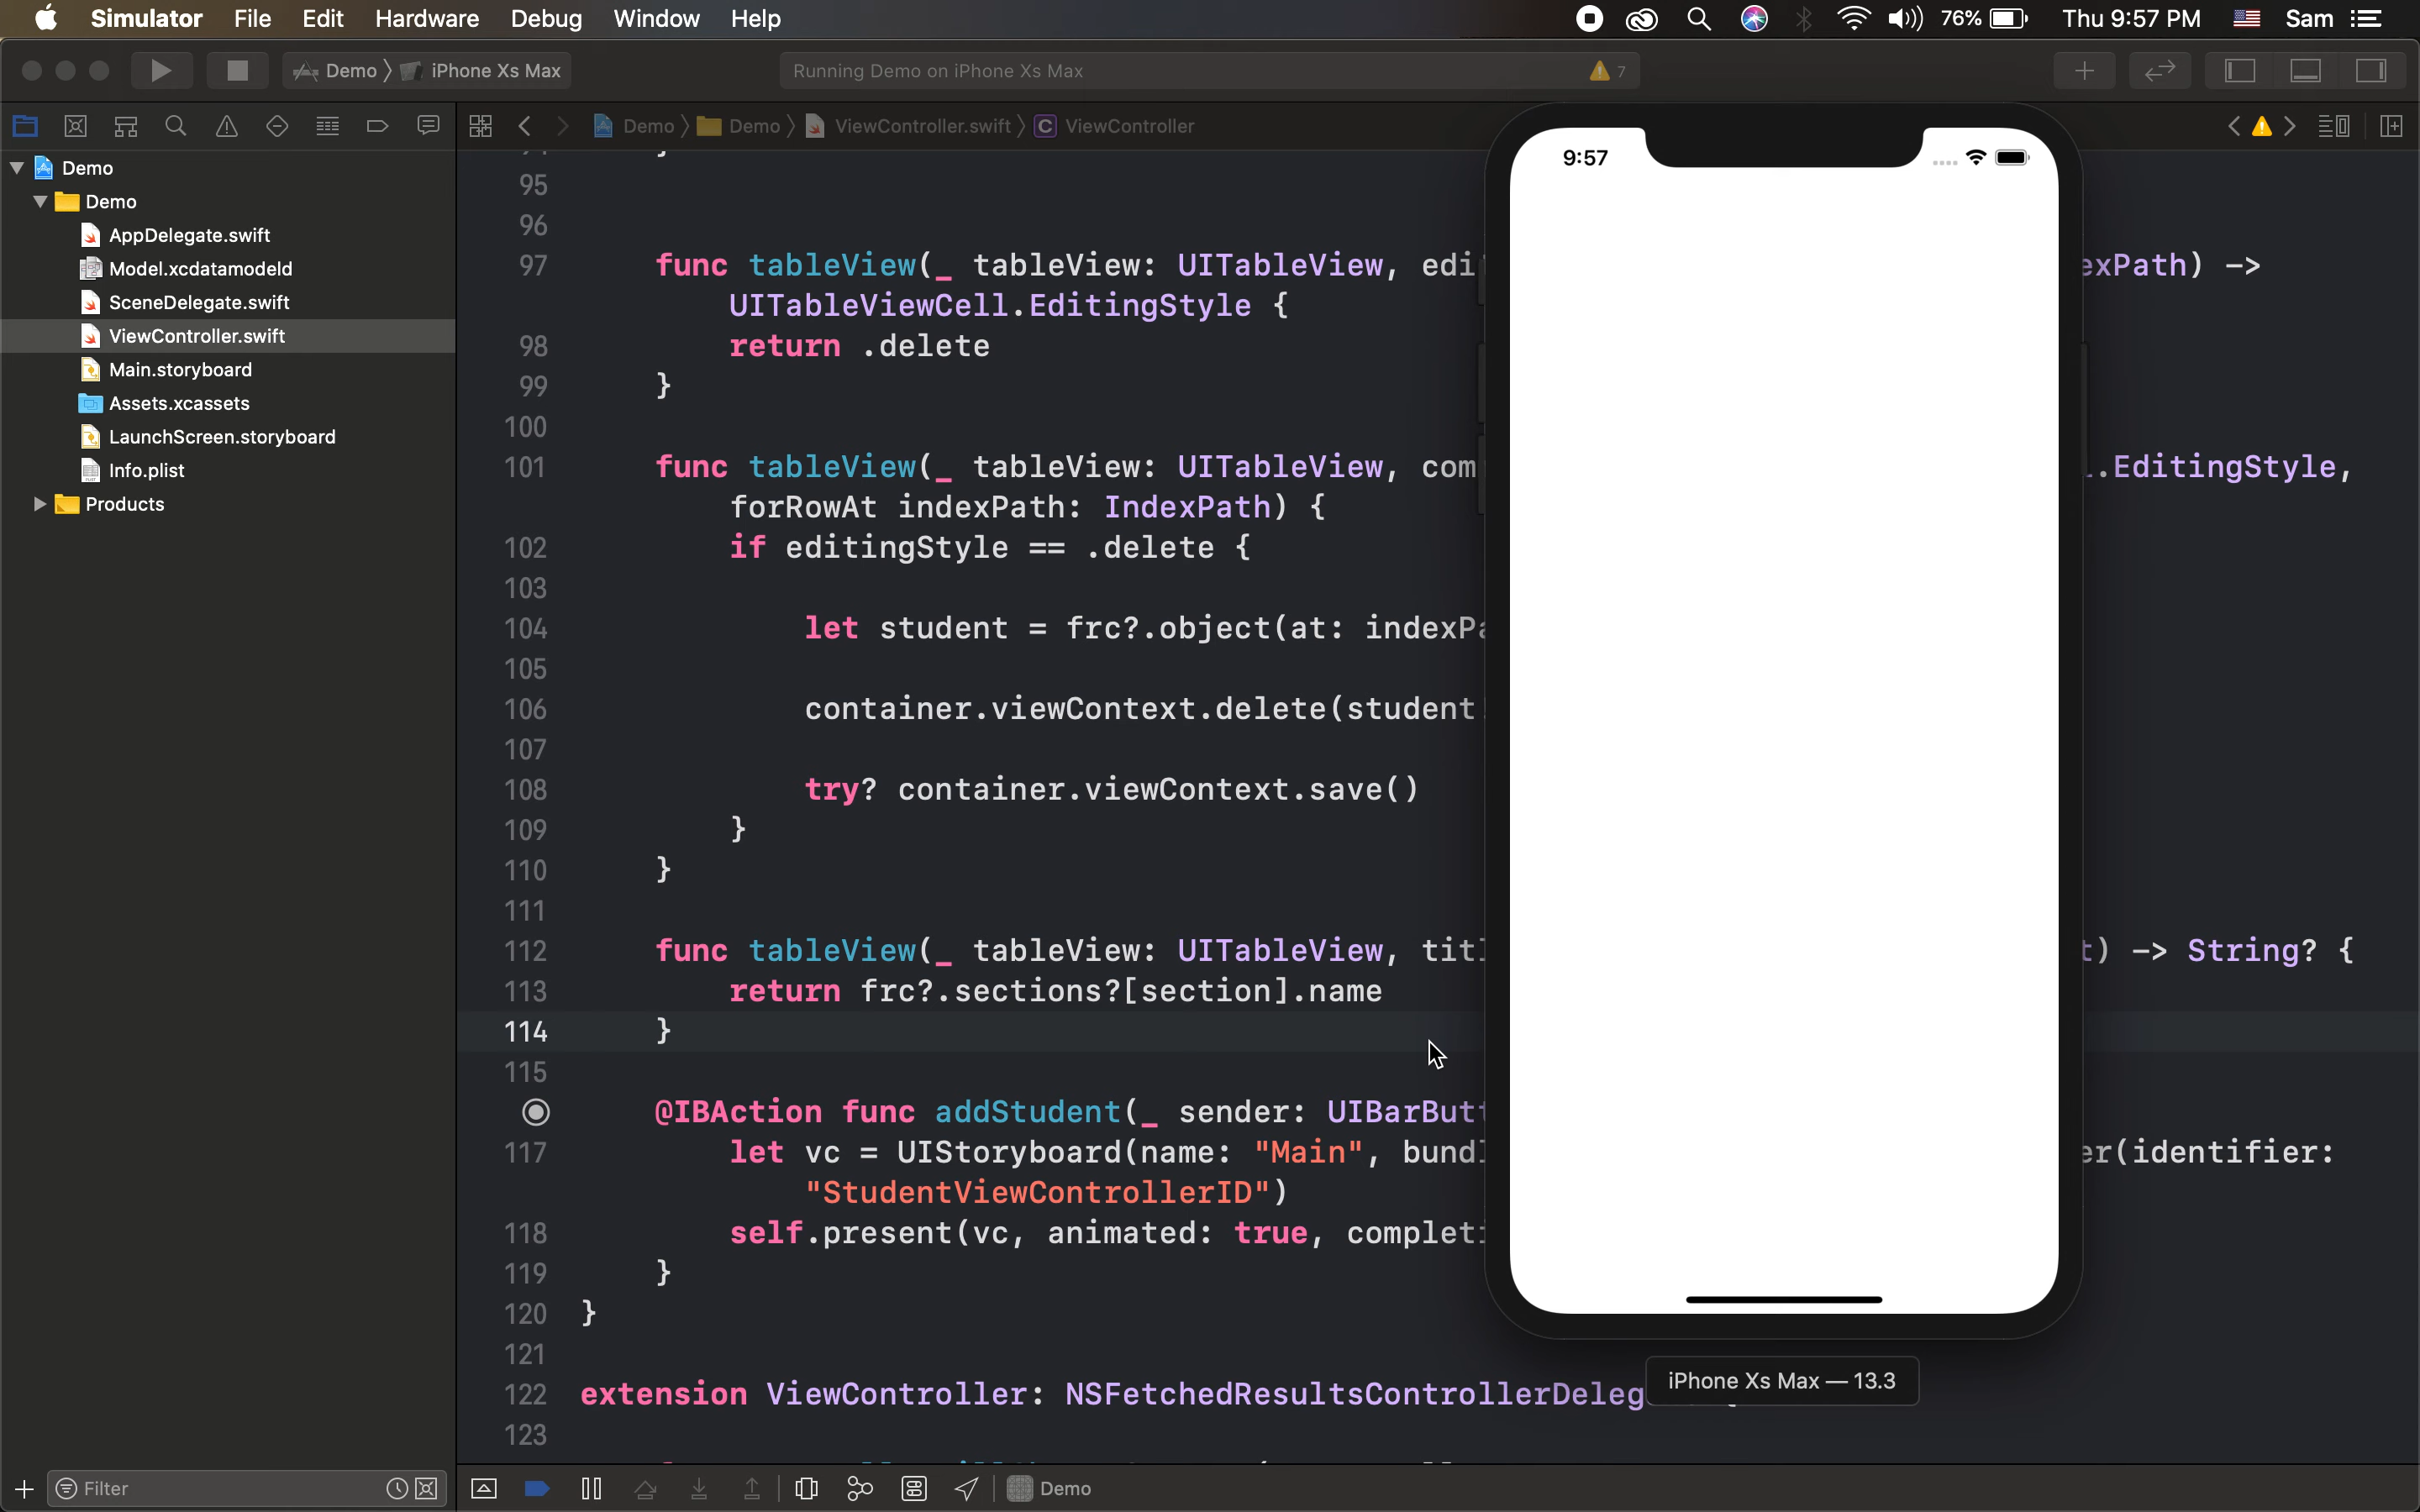 Simulator File Edit Hardware Debug Window Help 76% Thu 9:57 PM Sam
Demo iPhone Xs Max Running Demo on iPhone Xs Max 7
Demo Demo ViewController.swift C ViewController
Demo
Demo
AppDelegate.swift
Model.xcdatamodeld
SceneDelegate.swift
ViewController.swift
Main.storyboard
Assets.xcassets
LaunchScreen.storyboard
Info.plist
Products
Filter
}
95
96
97 func tableView(_ tableView: UITableView, edi exPath) ->
UITableViewCell.EditingStyle {
98 return .delete
99 }
100
101 func tableView(_ tableView: UITableView, com .EditingStyle,
forRowAt indexPath: IndexPath) {
102 if editingStyle == .delete {
103
104 let student = frc?.object(at: indexPa
105
106 container.viewContext.delete(student
107
108 try? container.viewContext.save()
109 }
110 }
111
112 func tableView(_ tableView: UITableView, titl t) -> String? {
113 return frc?.sections?[section].name
114 }
115
@IBAction func addStudent(_ sender: UIBarButt
117 let vc = UIStoryboard(name: "Main", bundl er(identifier:
"StudentViewControllerID")
118 self.present(vc, animated: true, complet
119 }
120 }
121
122 extension ViewController: NSFetchedResultsControllerDeleg
123
Demo
9:57
iPhone Xs Max — 13.3